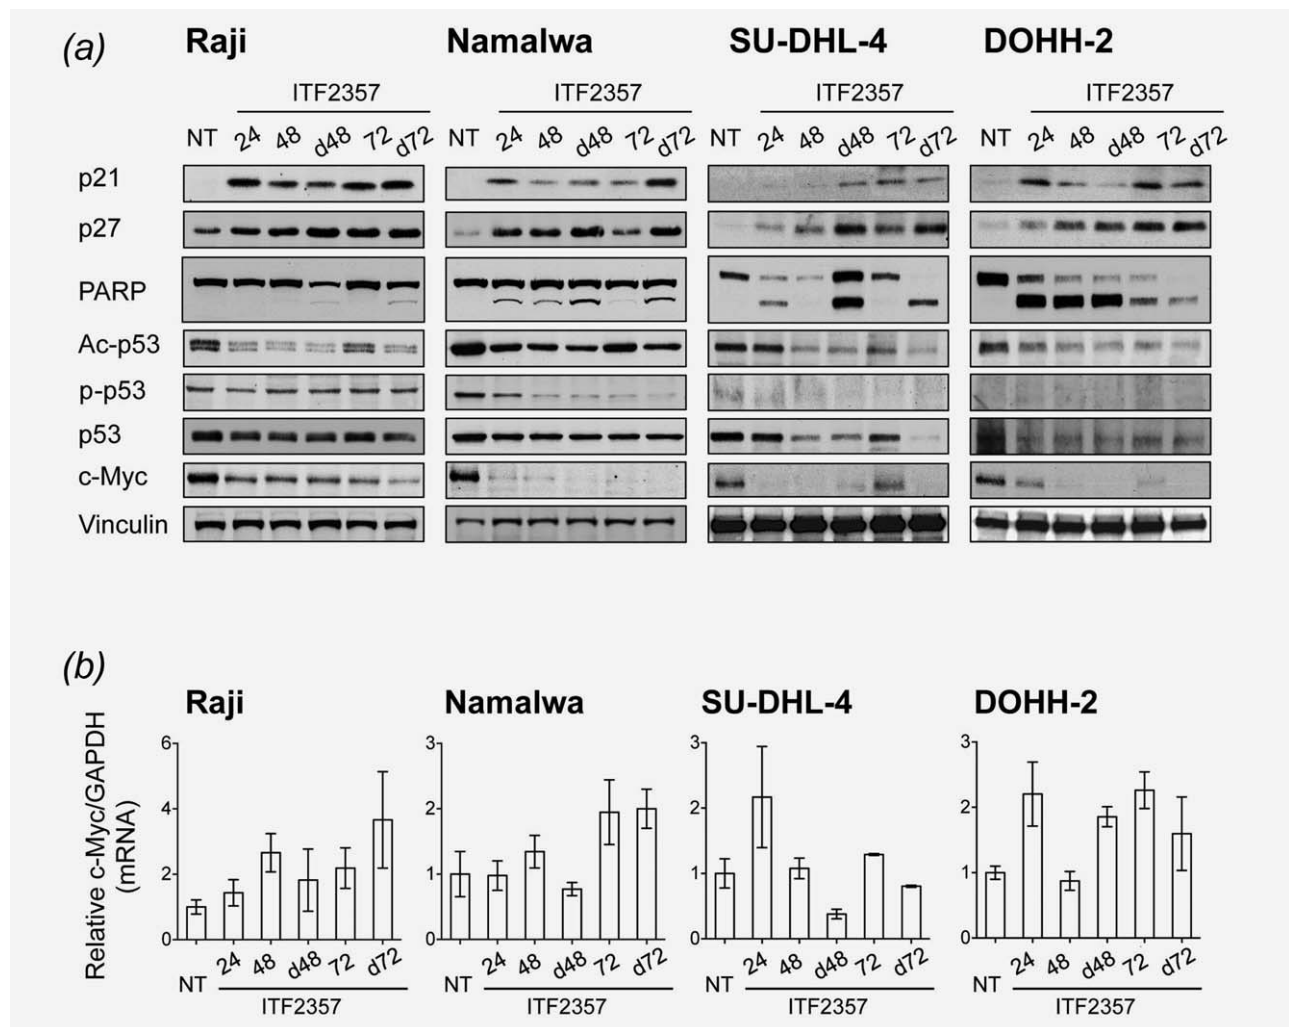 (a) Raji Namalwa SU-DHL-4 DOHH-2
ITF2357 ITF2357 ITF2357 ITF2357
NT 24 48 d48 72 d72 NT 24 48 d48 72 d72 NT 24 48 d48 72 d72 NT 24 48 d48 72 d72
p21
p27
PARP
Ac-p53
p-p53
p53
c-Myc
Vinculin
(b)
Raji Namalwa SU-DHL-4 DOHH-2
Relative c-Myc/GAPDH
(mRNA)
6 3 3 3
4 2 2 2
2 1 1 1
0 0 0 0
NT 24 48 d48 72 d72 NT 24 48 d48 72 d72 NT 24 48 d48 72 d72 NT 24 48 d48 72 d72
ITF2357 ITF2357 ITF2357 ITF2357